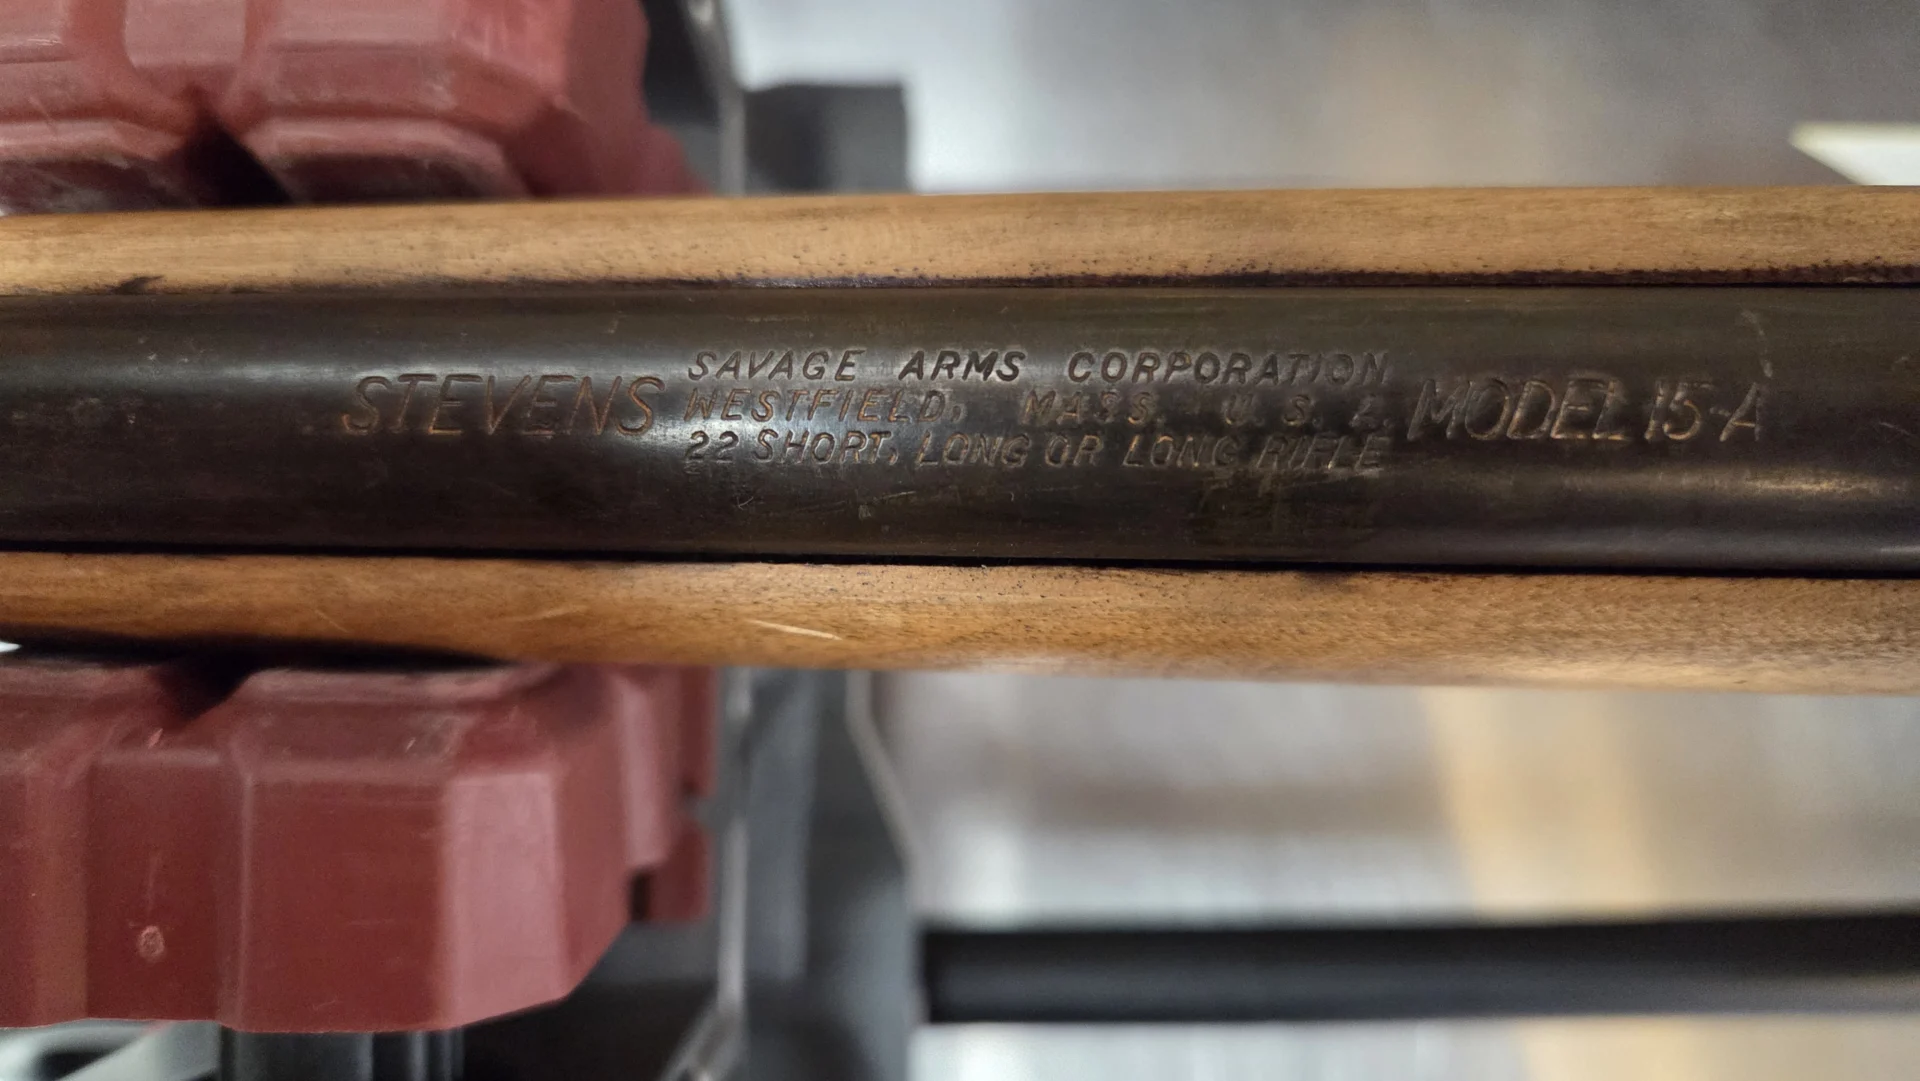 STEVENS
SAVAGE ARMS CORPORATION
WESTFIELD, MASS. U. S. A.
22 SHORT, LONG OR LONG RIFLE
MODEL 15-A